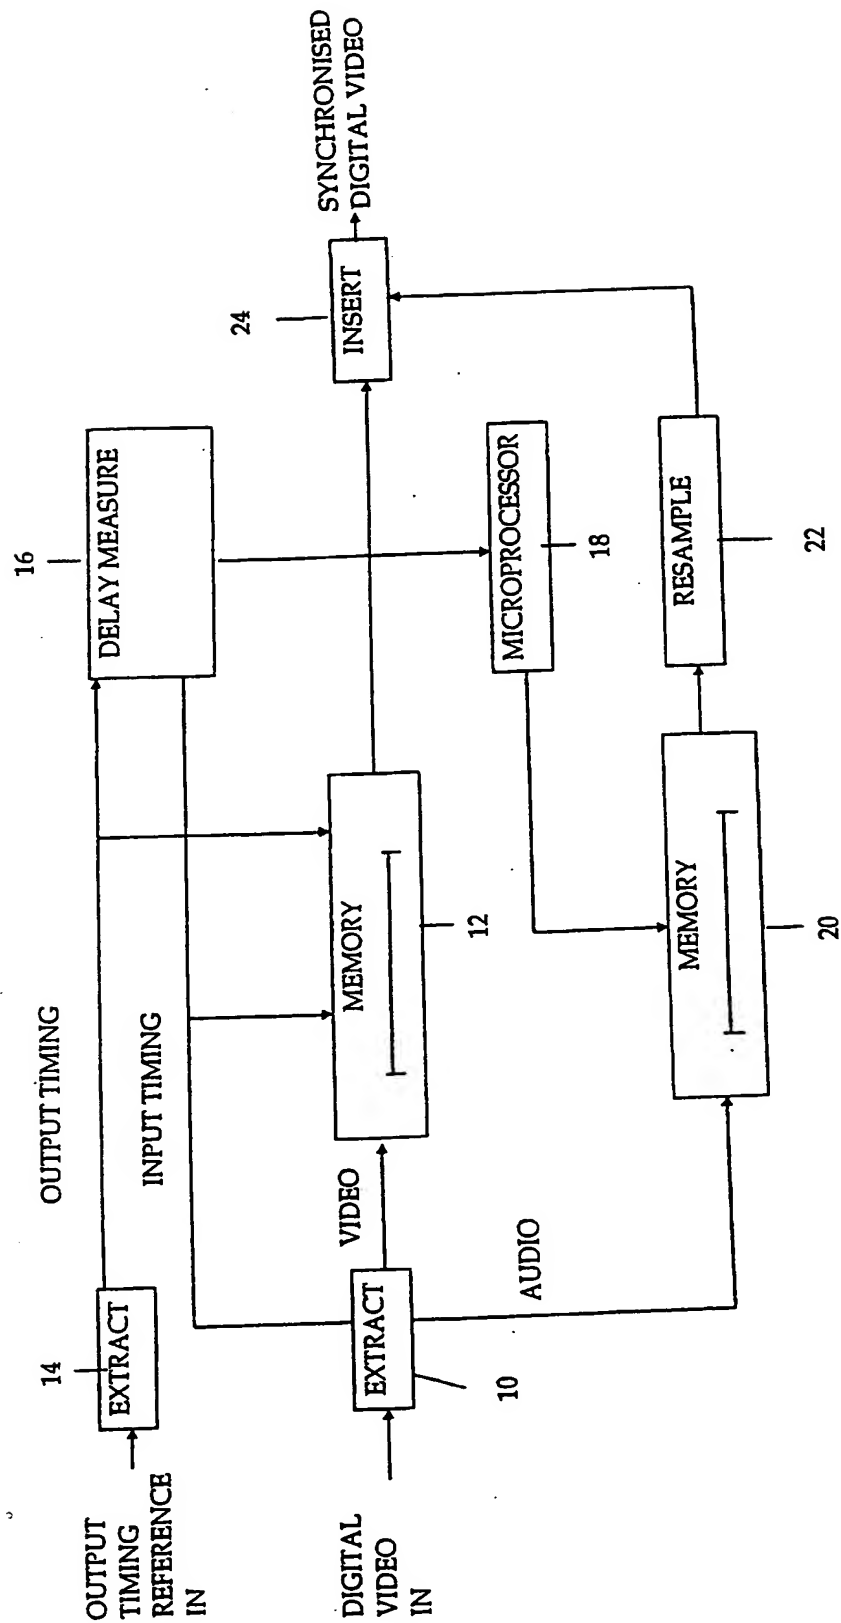 OUTPUT
TIMING
REFERENCE
IN
14
EXTRACT
OUTPUT TIMING
INPUT TIMING
16
DELAY MEASURE
DIGITAL
VIDEO
IN
EXTRACT
10
VIDEO
AUDIO
MEMORY
12
24
INSERT
SYNCHRONISED
DIGITAL VIDEO
MICROPROCESSOR
18
MEMORY
20
RESAMPLE
22